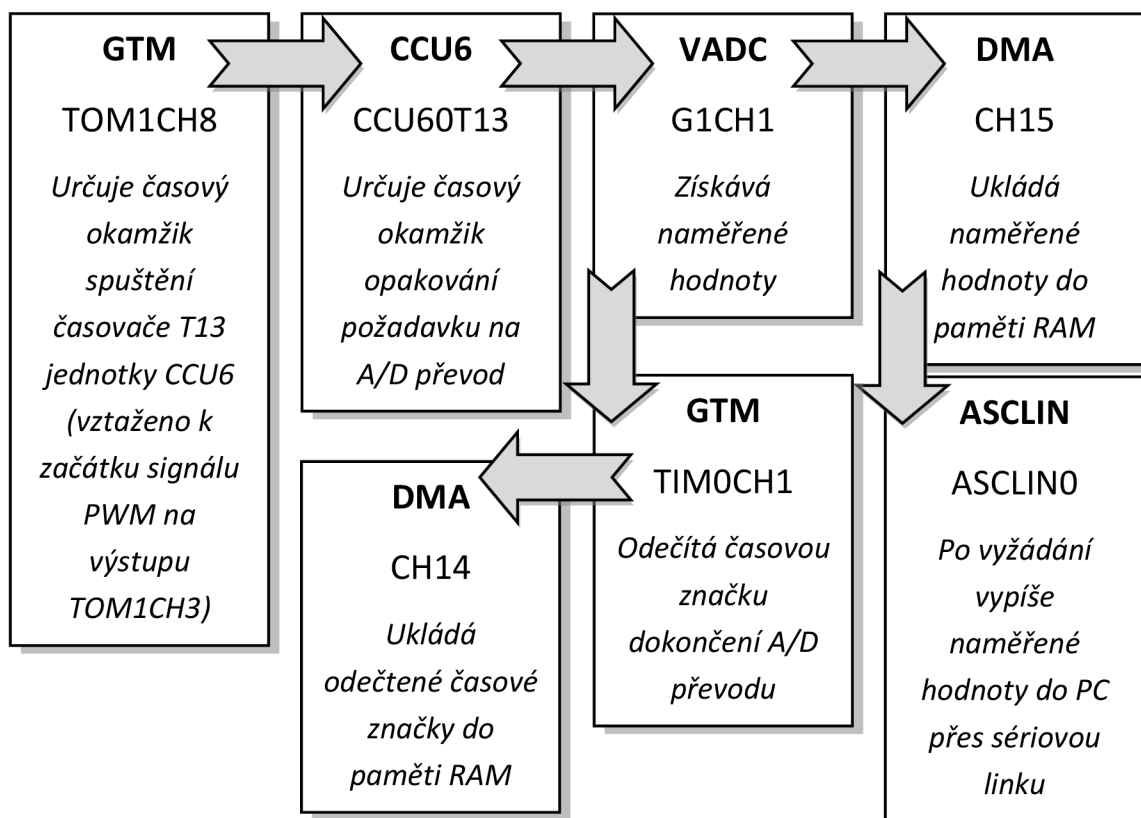 GTM
TOM1CH8
Určuje časový
okamžik
spuštění
časovače T13
jednotky CCU6
(vztaženo k
začátku signálu
PWM na
výstupu
TOM1CH3)
CCU6
CCU60T13
Určuje časový
okamžik
opakování
požadavku na
A/D převod
VADC
G1CH1
Získává
naměřené
hodnoty
DMA
CH15
Ukládá
naměřené
hodnoty do
paměti RAM
GTM
TIM0CH1
Odečítá časovou
značku
dokončení A/D
převodu
DMA
CH14
Ukládá
odečtené časové
značky do
paměti RAM
ASCLIN
ASCLIN0
Po vyžádání
vypíše
naměřené
hodnoty do PC
přes sériovou
linku